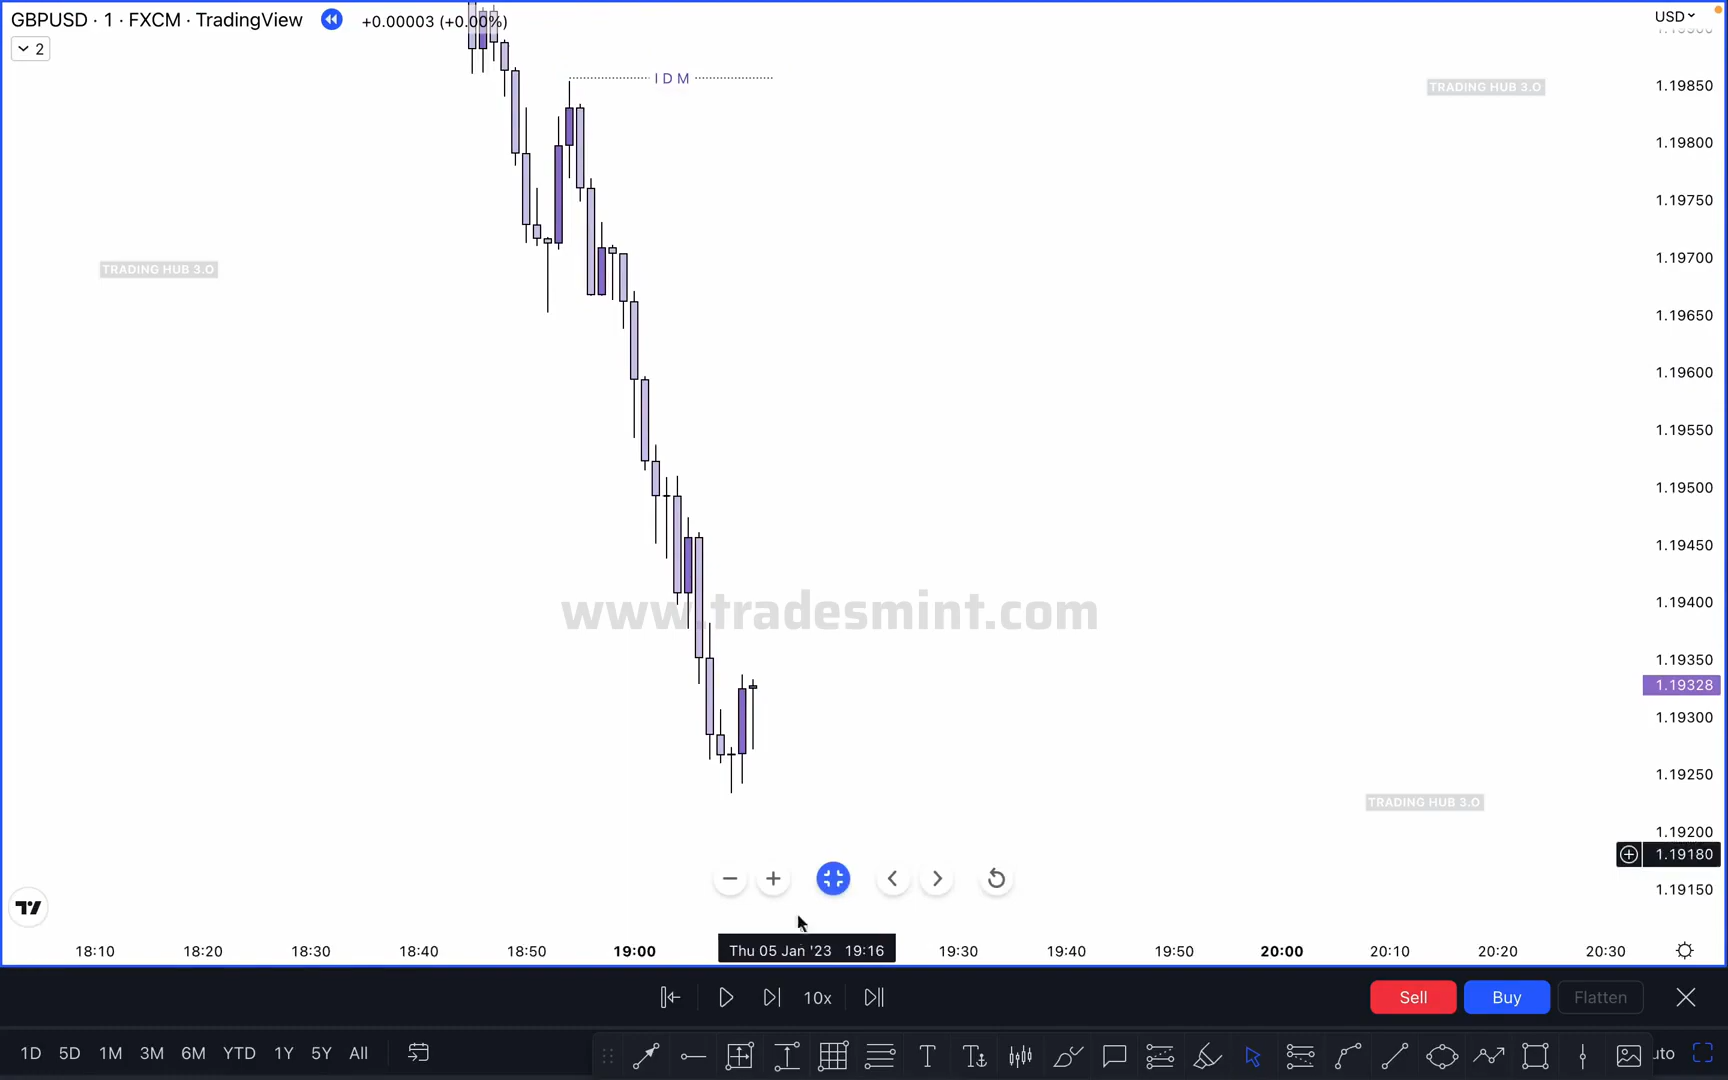 GBPUSD · 1 · FXCM · TradingView +0.00003 (+0.00%)
USD
2
1.19900
IDM
TRADING HUB 3.0
1.19850
1.19800
1.19750
1.19700
TRADING HUB 3.0
1.19650
1.19600
1.19550
1.19500
1.19450
1.19400
www.tradesmint.com
1.19350
1.19328
1.19300
1.19250
TRADING HUB 3.0
1.19200
1.19180
1.19150
18:10 18:20 18:30 18:40 18:50 19:00 Thu 05 Jan '23 19:16 19:30 19:40 19:50 20:00 20:10 20:20 20:30
10x Sell Buy Flatten
1D 5D 1M 3M 6M YTD 1Y 5Y All uto